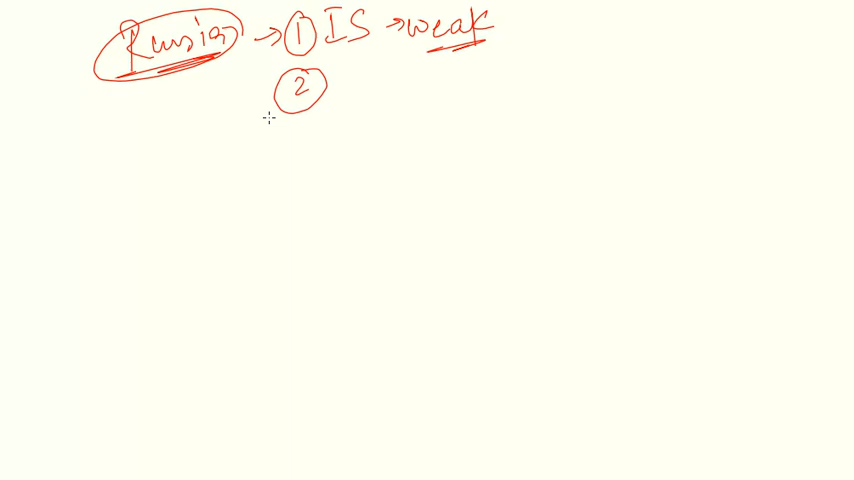 Russian → ① IS → weak
②